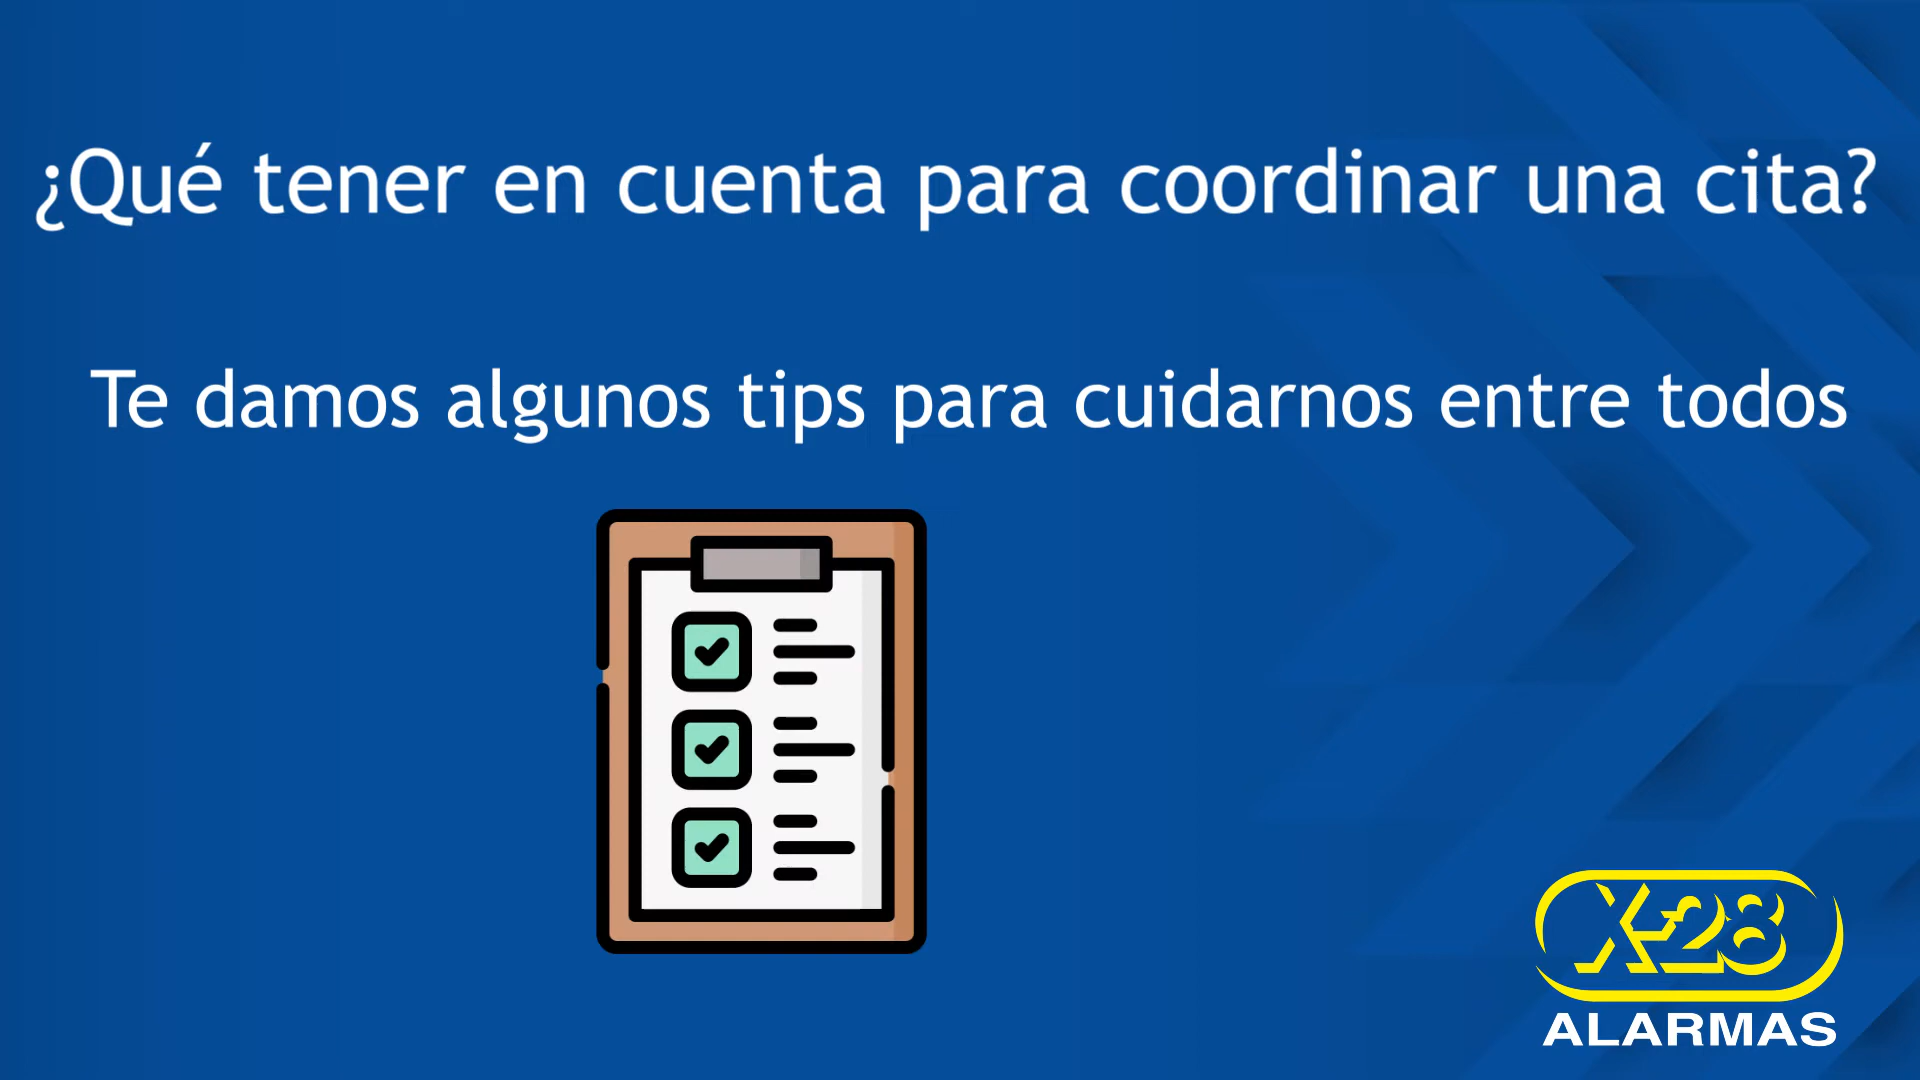 ¿Qué tener en cuenta para coordinar una cita?
Te damos algunos tips para cuidarnos entre todos
X-28
ALARMAS